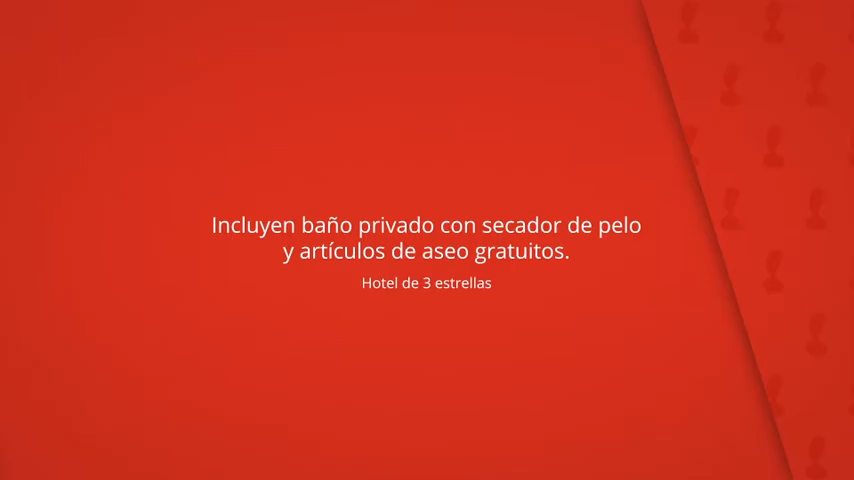 Incluyen baño privado con secador de pelo
y artículos de aseo gratuitos.
Hotel de 3 estrellas